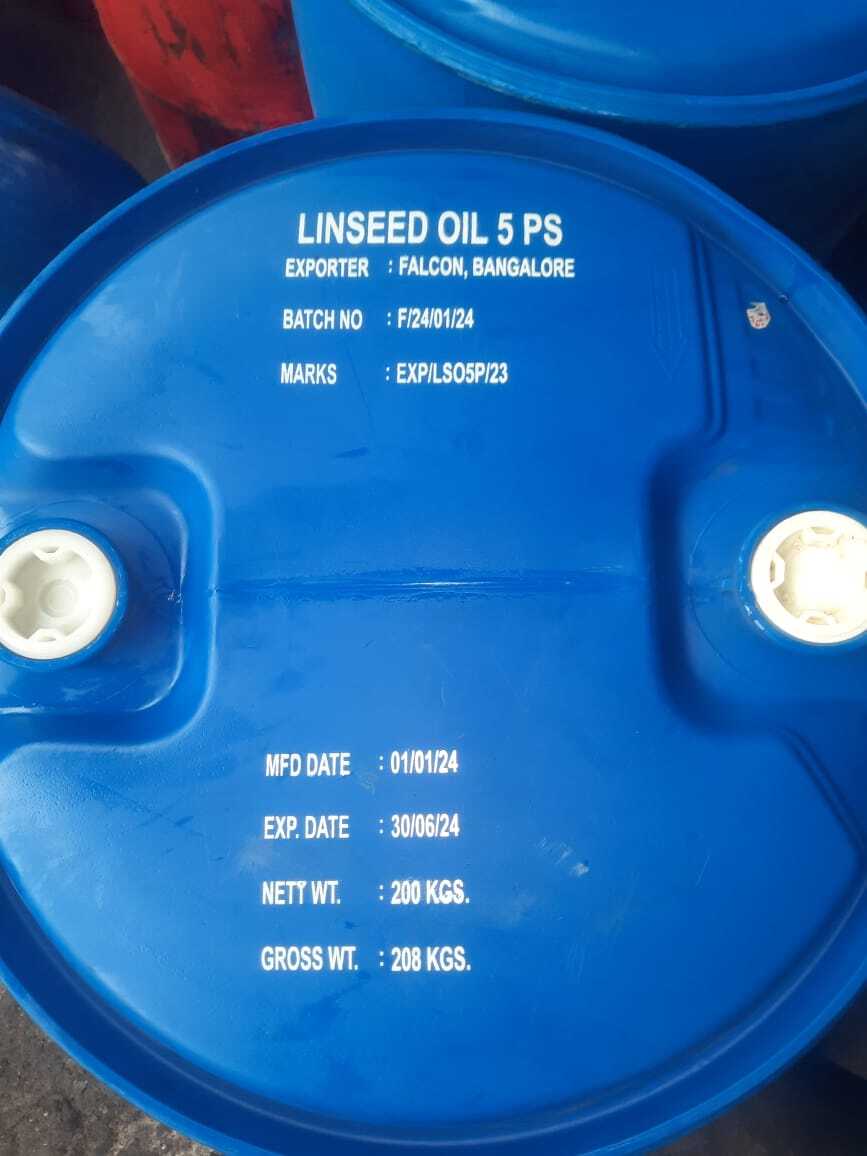 LINSEED OIL 5 PS
EXPORTER : FALCON, BANGALORE
BATCH NO : F/24/01/24
MARKS : EXP/LSO5P/23
MFD DATE : 01/01/24
EXP. DATE : 30/06/24
NETT WT. : 200 KGS.
GROSS WT. : 208 KGS.